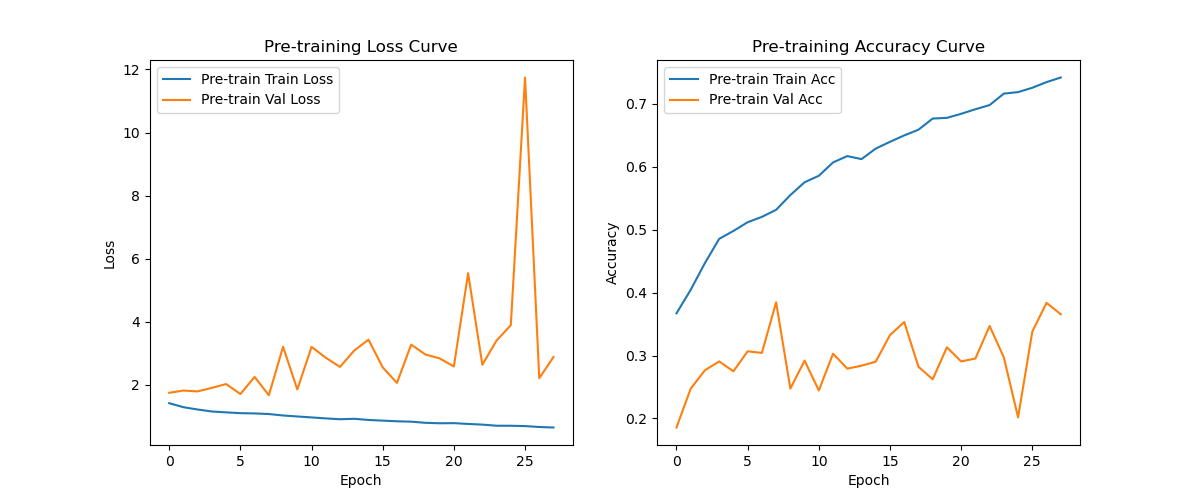 Pre-training Loss Curve
Pre-train Train Loss
Pre-train Val Loss
12
10
8
6
4
2
Loss
0 5 10 15 20 25
Epoch
Pre-training Accuracy Curve
Pre-train Train Acc
Pre-train Val Acc
0.7
0.6
0.5
0.4
0.3
0.2
Accuracy
0 5 10 15 20 25
Epoch